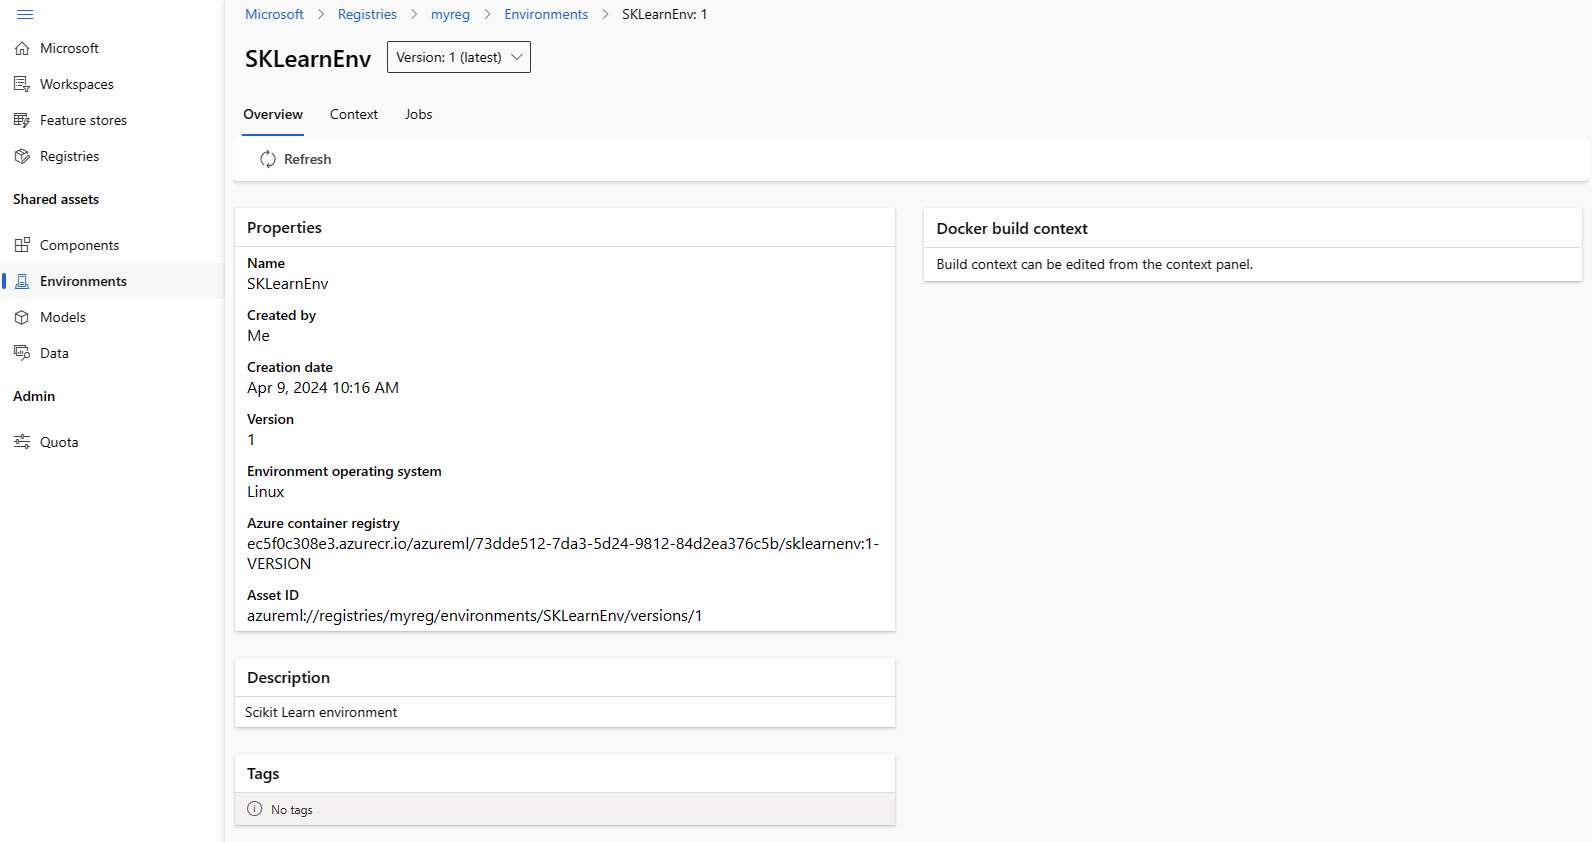 Microsoft > Registries > myreg > Environments > SKLearnEnv: 1
Microsoft
Workspaces
Feature stores
Registries
Shared assets
Components
Environments
Models
Data
Admin
Quota
SKLearnEnv
Version: 1 (latest)
Overview Context Jobs
Refresh
Properties
Name
SKLearnEnv
Created by
Me
Creation date
Apr 9, 2024 10:16 AM
Version
1
Environment operating system
Linux
Azure container registry
ec5f0c308e3.azurecr.io/azureml/73dde512-7da3-5d24-9812-84d2ea376c5b/sklearnenv:1-
VERSION
Asset ID
azureml://registries/myreg/environments/SKLearnEnv/versions/1
Description
Scikit Learn environment
Tags
No tags
Docker build context
Build context can be edited from the context panel.